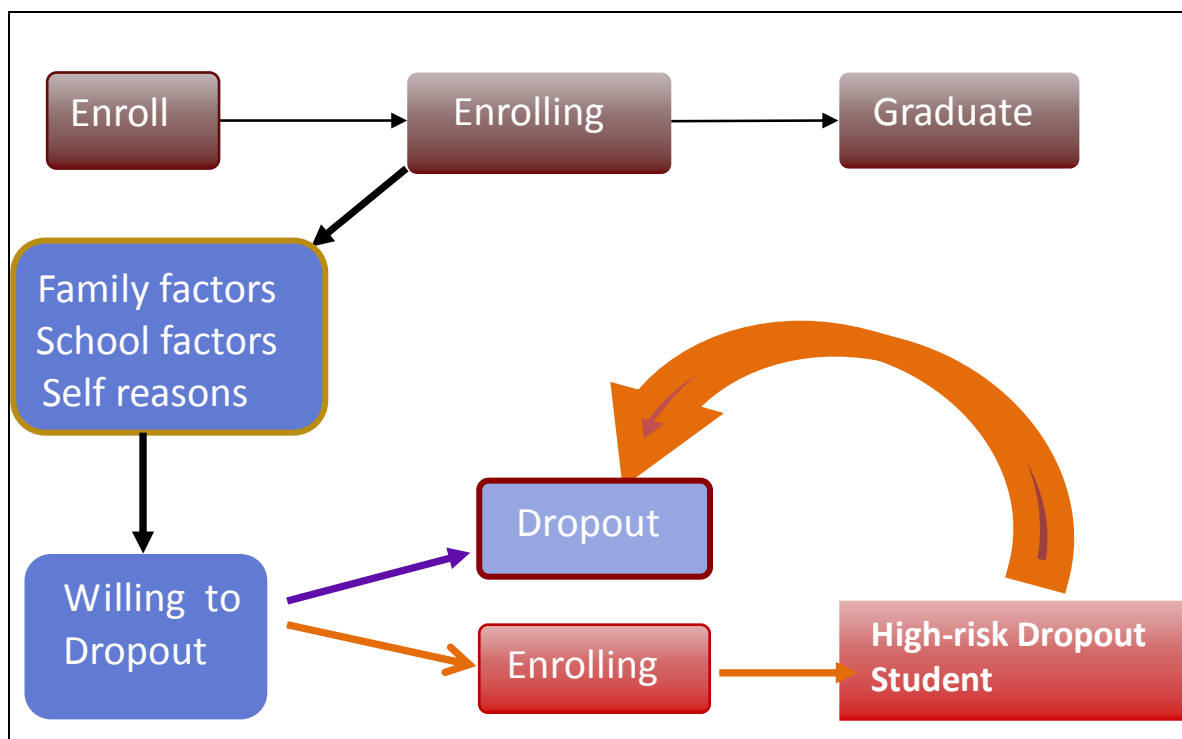 Enroll
Enrolling
Graduate
Family factors
School factors
Self reasons
Dropout
Willing to
Dropout
Enrolling
High-risk Dropout
Student